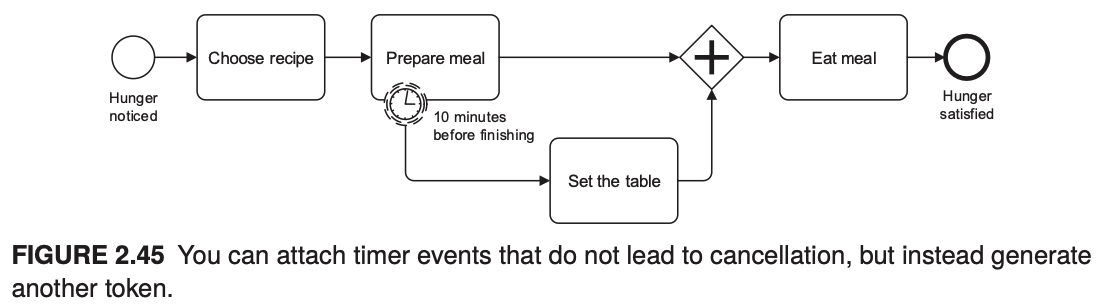 Choose recipe
Prepare meal
Eat meal
Hunger
noticed
10 minutes
before finishing
Hunger
satisfied
Set the table
FIGURE 2.45 You can attach timer events that do not lead to cancellation, but instead generate
another token.